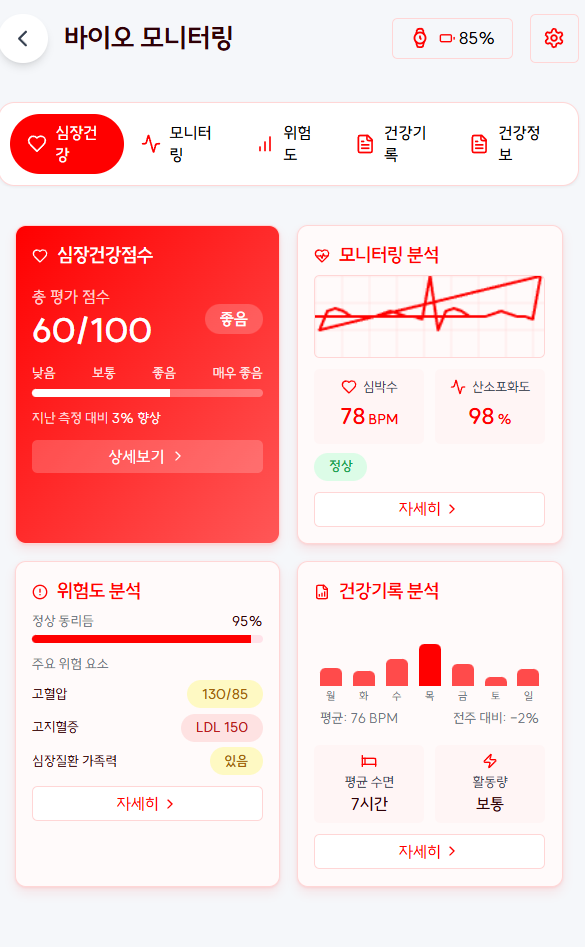 바이오 모니터링
85%
심장건
강
모니터
링
위험
도
건강기
록
건강정
보
심장건강점수
총 평가 점수
60/100
좋음
낮음 보통 좋음 매우 좋음
지난 측정 대비 3% 향상
상세보기
모니터링 분석
심박수
78 BPM
산소포화도
98 %
정상
자세히
위험도 분석
정상 동리듬 95%
주요 위험 요소
고혈압 130/85
고지혈증 LDL 150
심장질환 가족력 있음
자세히
건강기록 분석
월 화 수 목 금 토 일
평균: 76 BPM 전주 대비: -2%
평균 수면
7시간
활동량
보통
자세히